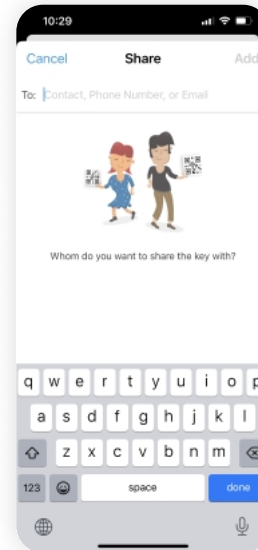 10:29
Cancel Share Add
To: Contact, Phone Number, or Email
Whom do you want to share the key with?
q w e r t y u i o p
a s d f g h j k l
z x c v b n m
123 space done